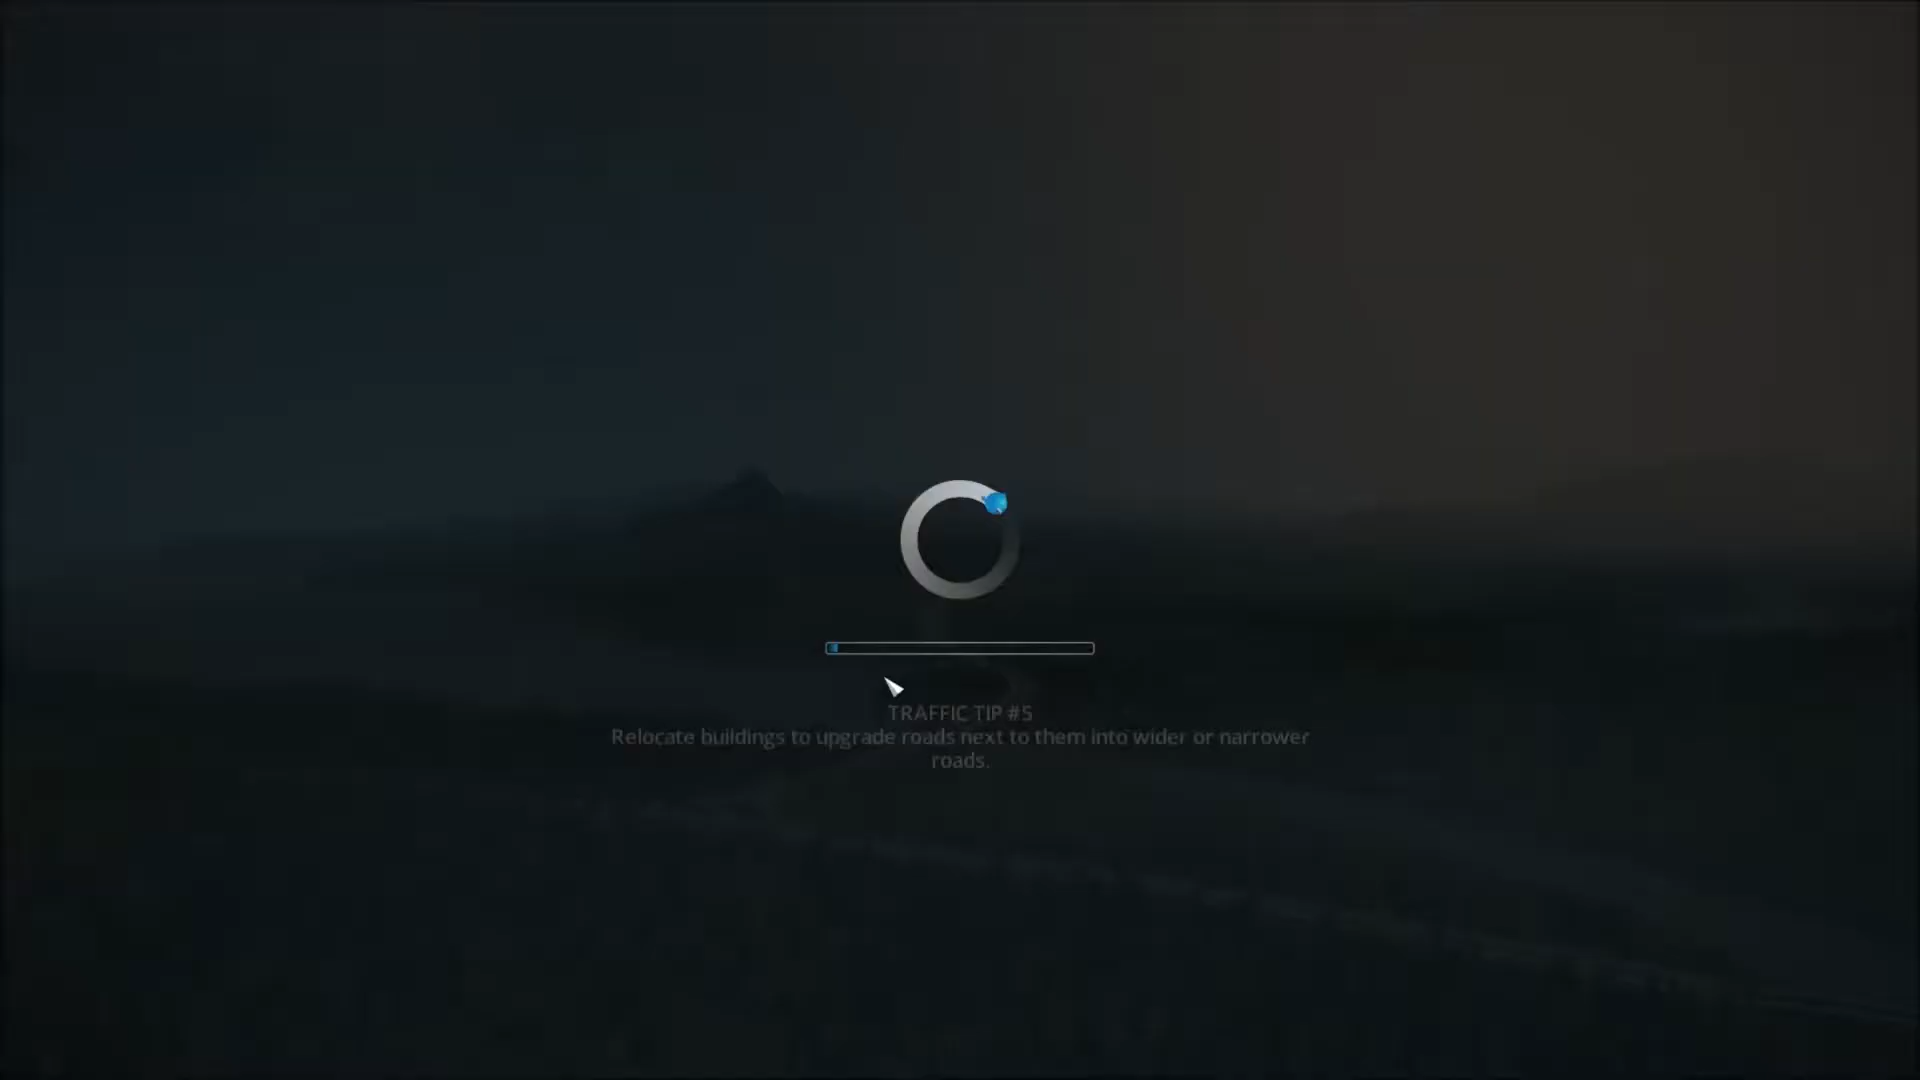 TRAFFIC TIP #5
Relocate buildings to upgrade roads next to them into wider or narrower
roads.